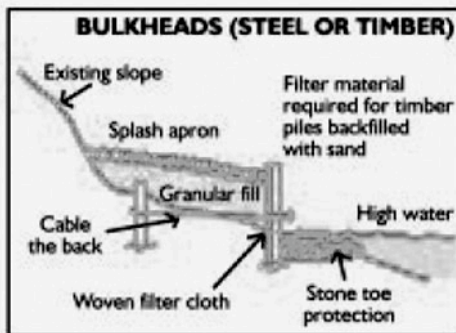 BULKHEADS (STEEL OR TIMBER)
Existing slope
Filter material
required for timber
piles backfilled
with sand
Splash apron
Granular fill
High water
Cable
the back
Woven filter cloth
Stone toe
protection